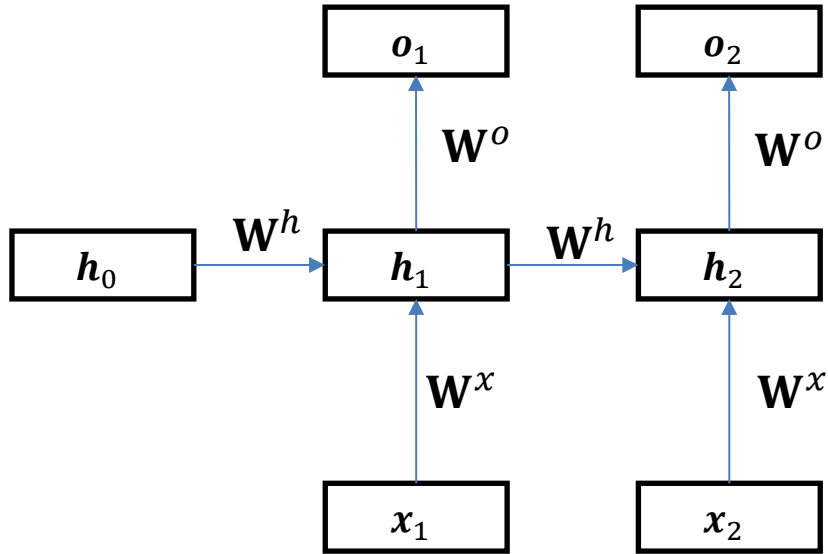 o₁ o₂
Wᵒ Wᵒ
Wʰ Wʰ
h₀ h₁ h₂
Wˣ Wˣ
x₁ x₂